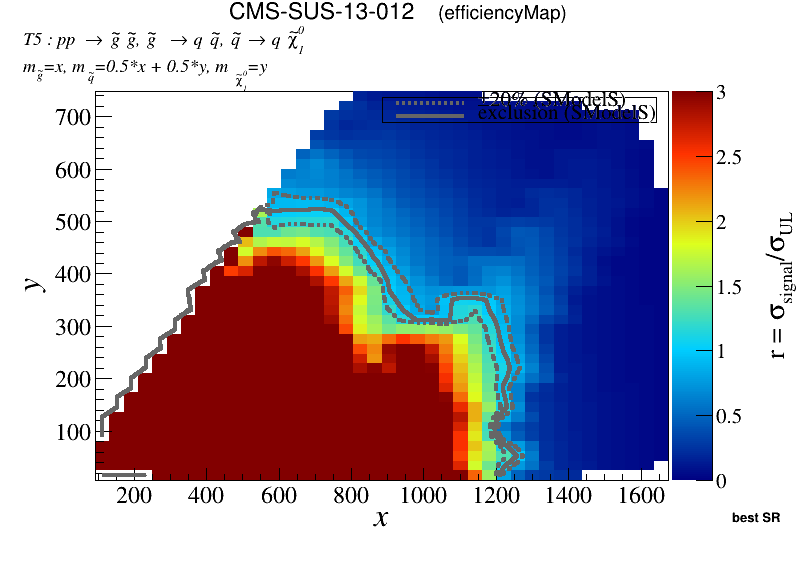 CMS-SUS-13-012 (efficiencyMap)
T5 : pp → g̃ g̃, g̃ → q q̃, q̃ → q χ̃⁰₁
m_g̃=x, m_q̃=0.5*x + 0.5*y, m_χ̃⁰₁=y
±20% (SModelS)
exclusion (SModelS)
700
600
500
400
300
200
100
y
200 400 600 800 1000 1200 1400 1600
x
3
2.5
2
1.5
1
0.5
0
r = σ_signal/σ_UL
best SR